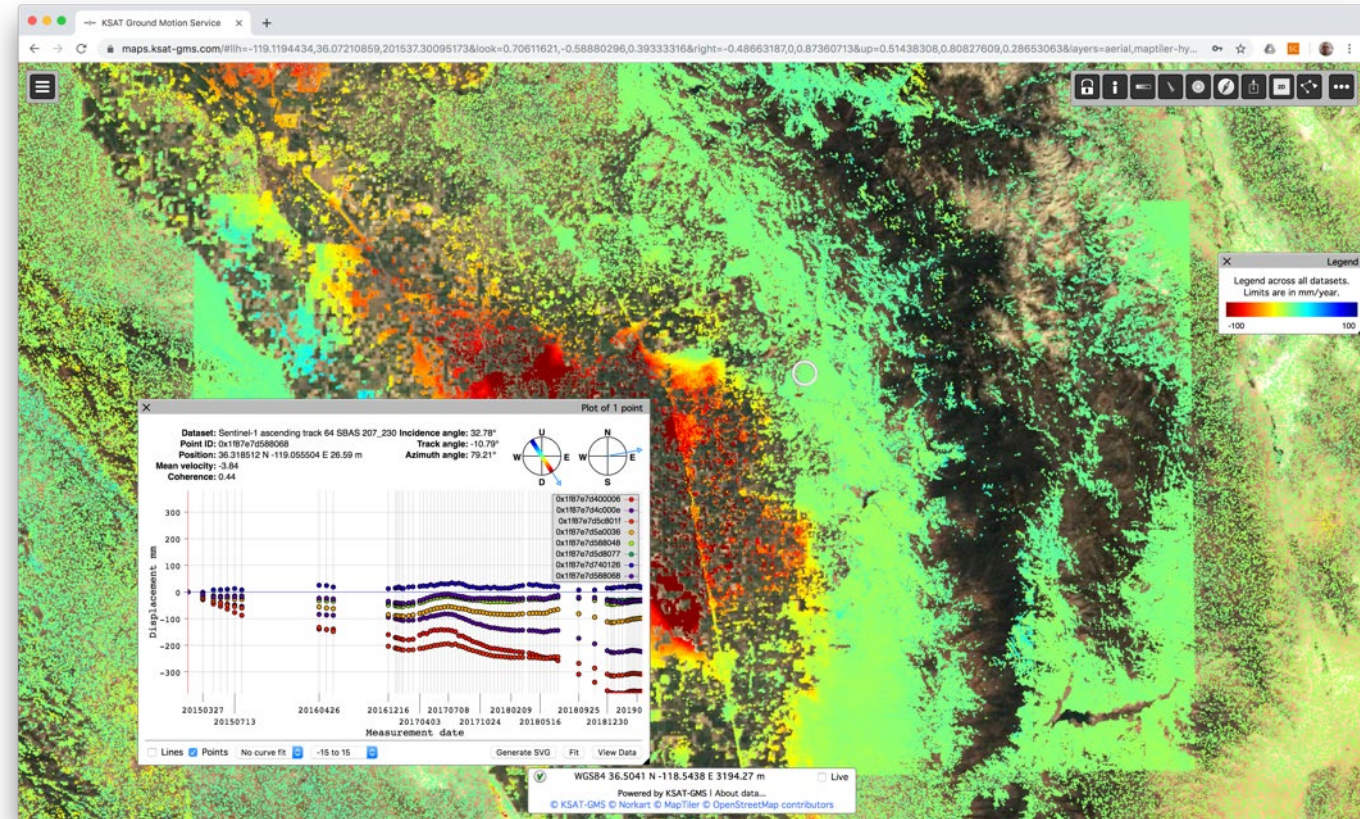 KSAT Ground Motion Service
maps.ksat-gms.com/#llh=-119.1194434,36.07210859,201537.30095173&look=0.70611621,-0.58880296,0.39333316&right=-0.48663187,0,0.87360713&up=0.51438308,0.80827609,0.28653063&layers=aerial,maptiler-hy...
SC
3D
Legend
Legend across all datasets.
Limits are in mm/year.
-100 100
Plot of 1 point
Dataset: Sentinel-1 ascending track 64 SBAS 207_230 Incidence angle: 32.78°
Point ID: 0x1f87e7d588068 Track angle: -10.79°
Position: 36.318512 N -119.055504 E 26.59 m Azimuth angle: 79.21°
Mean velocity: -3.84
Coherence: 0.44
U
W E
D
N
W E
S
0x1f87e7d400006
0x1f87e7d4c000e
0x1f87e7d5c801f
0x1f87e7d5a0036
0x1f87e7d588048
0x1f87e7d5d8077
0x1f87e7d740126
0x1f87e7d588068
Displacement mm
300
200
100
0
-100
-200
-300
20150327 20160426 20161216 20170708 20180209 20180925 20190
20150713 20170403 20171024 20180516 20181230
Measurement date
Lines Points No curve fit -15 to 15 Generate SVG Fit View Data
WGS84 36.5041 N -118.5438 E 3194.27 m Live
Powered by KSAT-GMS | About data...
© KSAT-GMS © Norkart © MapTiler © OpenStreetMap contributors